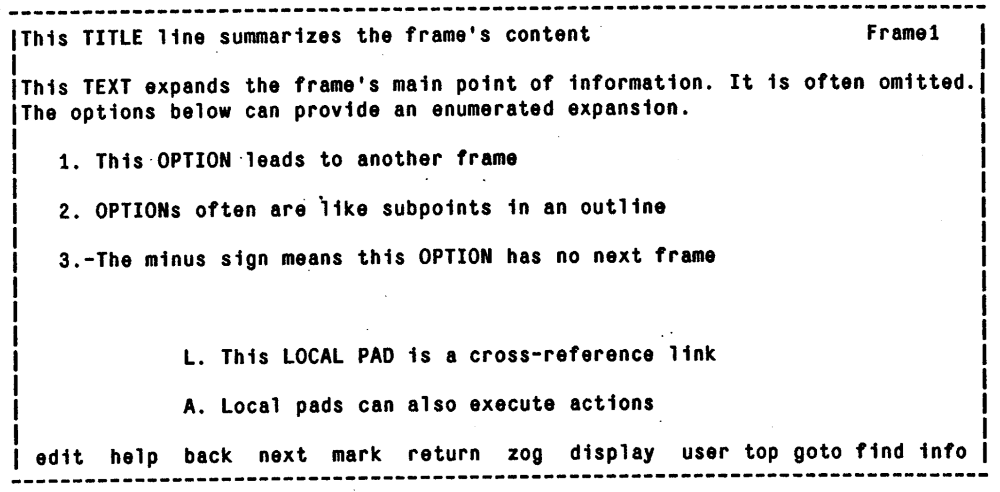 This TITLE line summarizes the frame's content Frame1
This TEXT expands the frame's main point of information. It is often omitted.
The options below can provide an enumerated expansion.
1. This OPTION leads to another frame
2. OPTIONs often are like subpoints in an outline
3.-The minus sign means this OPTION has no next frame
L. This LOCAL PAD is a cross-reference link
A. Local pads can also execute actions
edit help back next mark return zog display user top goto find info